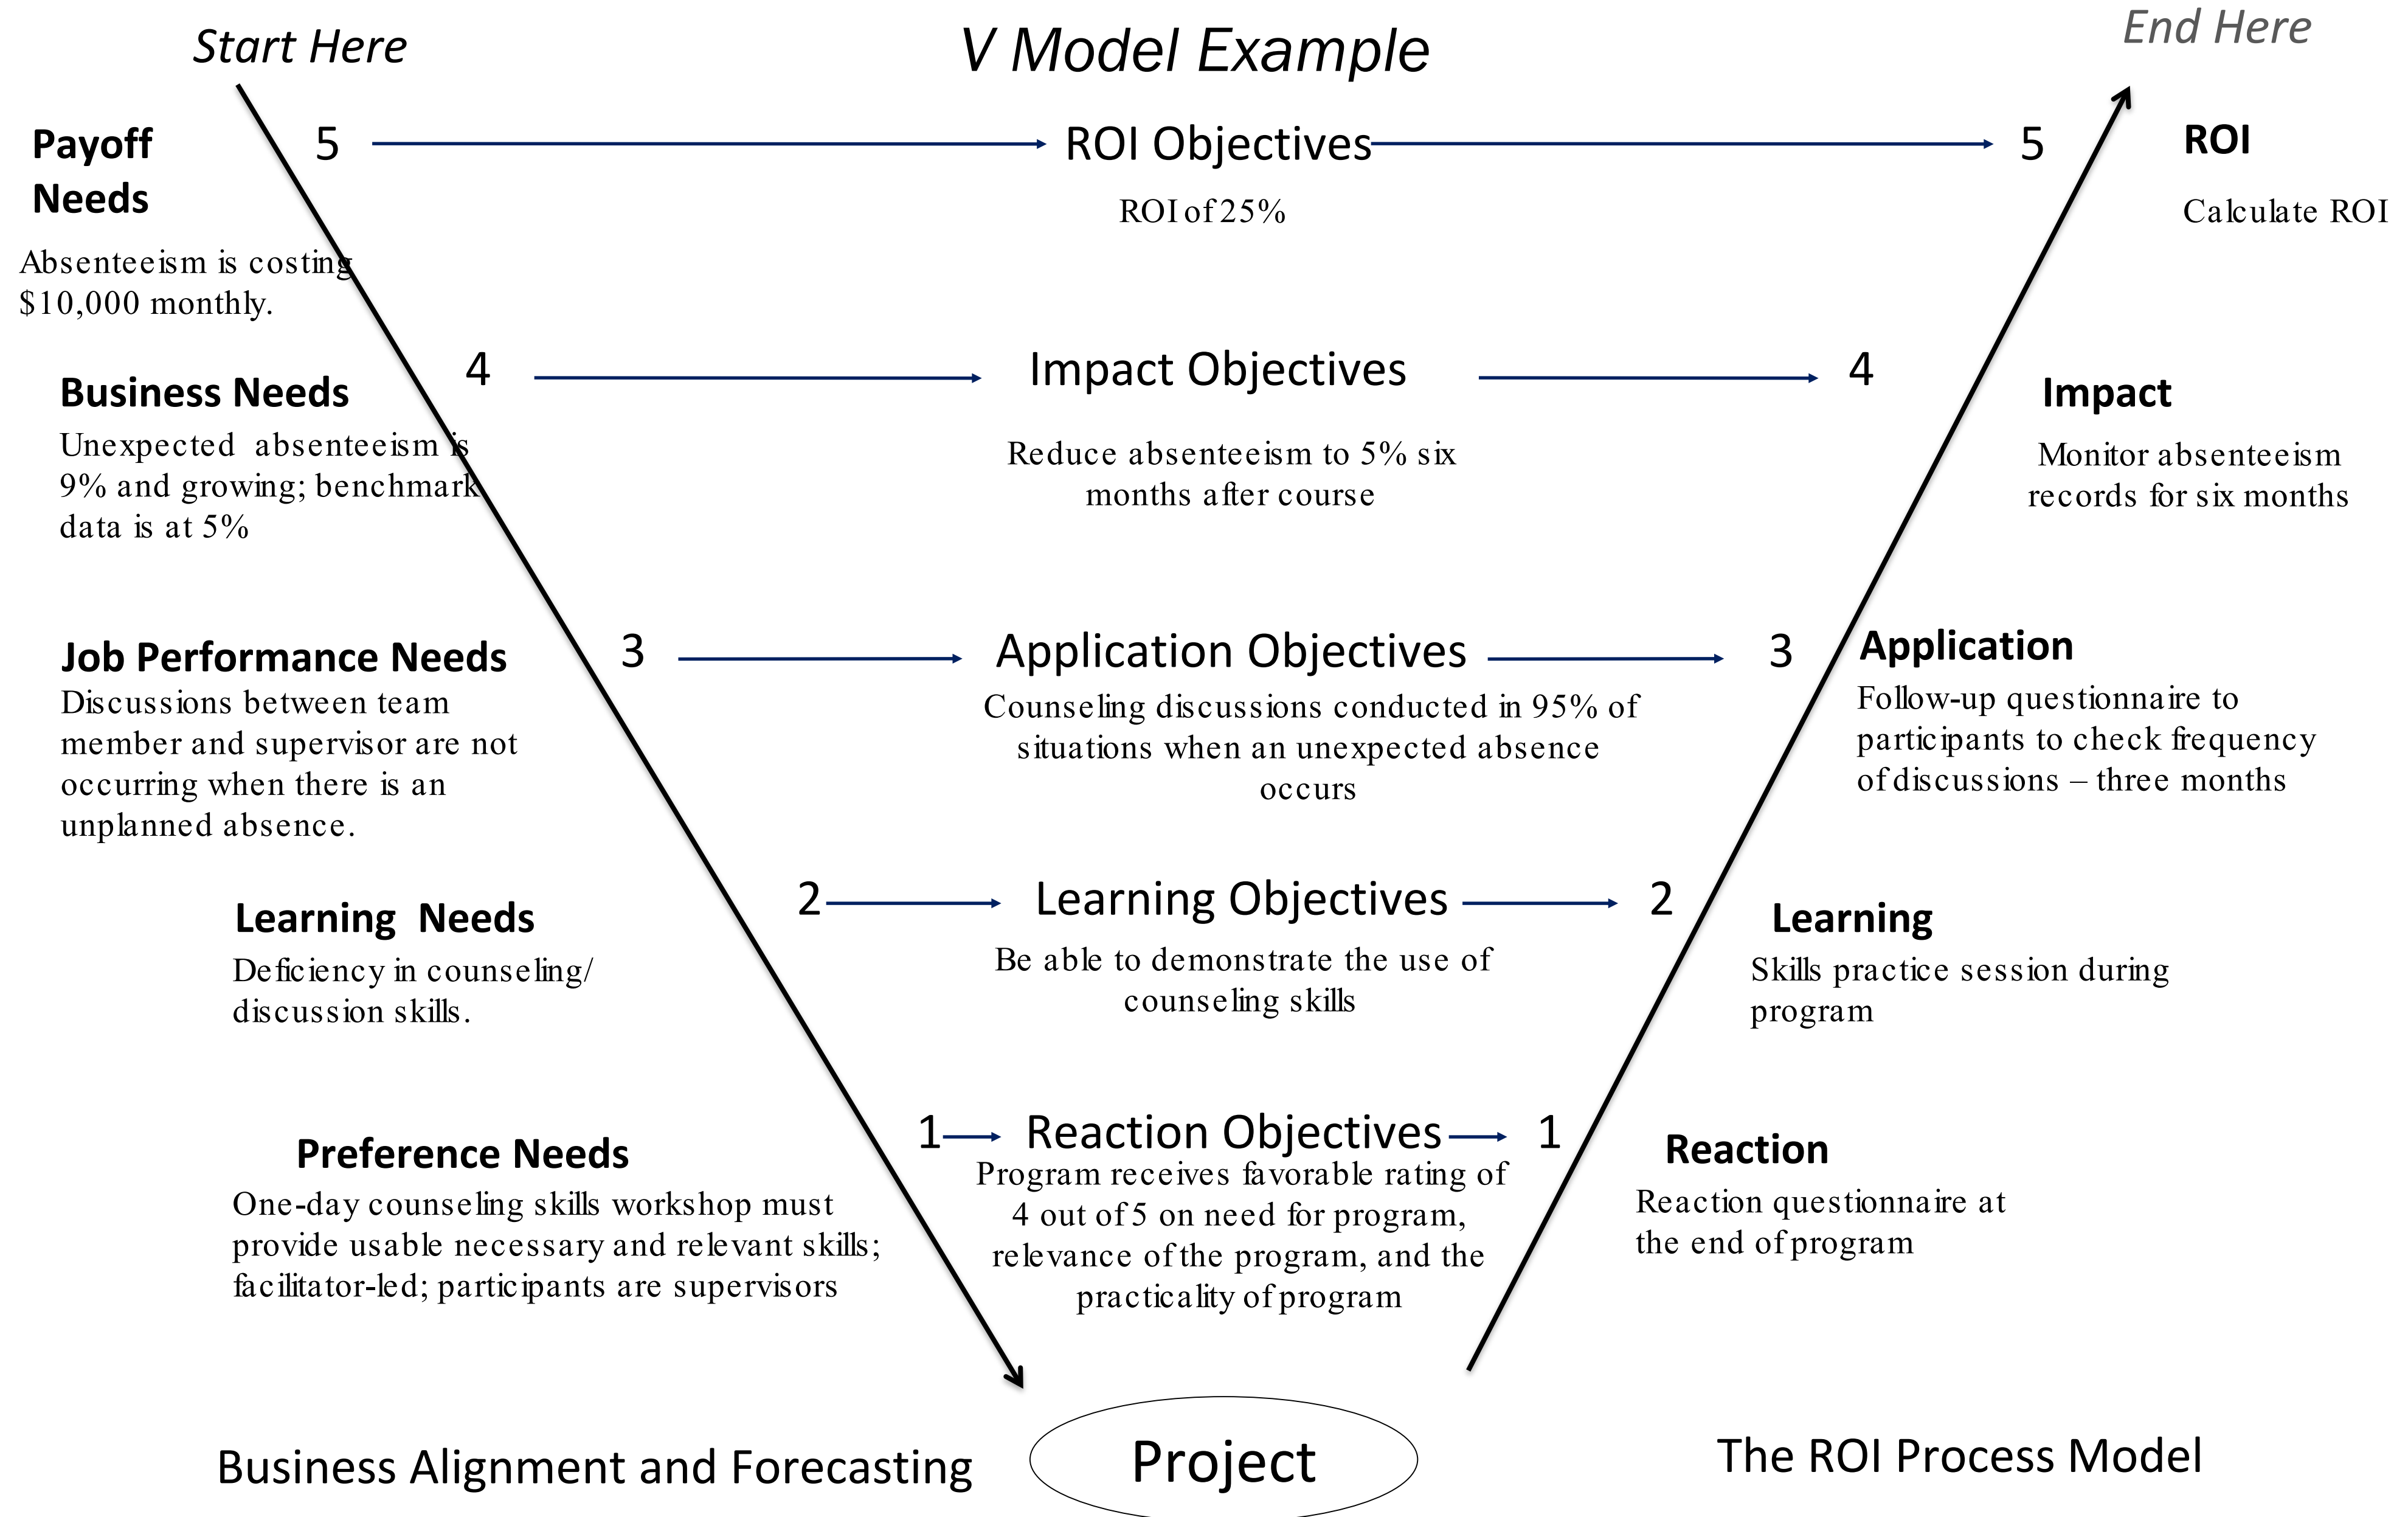 Start Here
V Model Example
End Here
Payoff
Needs
5
ROI Objectives
5
ROI
ROI of 25%
Calculate ROI
Absenteeism is costing
$10,000 monthly.
4
Impact Objectives
4
Business Needs
Impact
Unexpected absenteeism is
9% and growing; benchmark
data is at 5%
Reduce absenteeism to 5% six
months after course
Monitor absenteeism
records for six months
Job Performance Needs
3
Application Objectives
3
Application
Discussions between team
member and supervisor are not
occurring when there is an
unplanned absence.
Counseling discussions conducted in 95% of
situations when an unexpected absence
occurs
Follow-up questionnaire to
participants to check frequency
of discussions – three months
2
Learning Objectives
2
Learning Needs
Learning
Deficiency in counseling/
discussion skills.
Be able to demonstrate the use of
counseling skills
Skills practice session during
program
1
Reaction Objectives
1
Preference Needs
Reaction
One-day counseling skills workshop must
provide usable necessary and relevant skills;
facilitator-led; participants are supervisors
Program receives favorable rating of
4 out of 5 on need for program,
relevance of the program, and the
practicality of program
Reaction questionnaire at
the end of program
Business Alignment and Forecasting
Project
The ROI Process Model